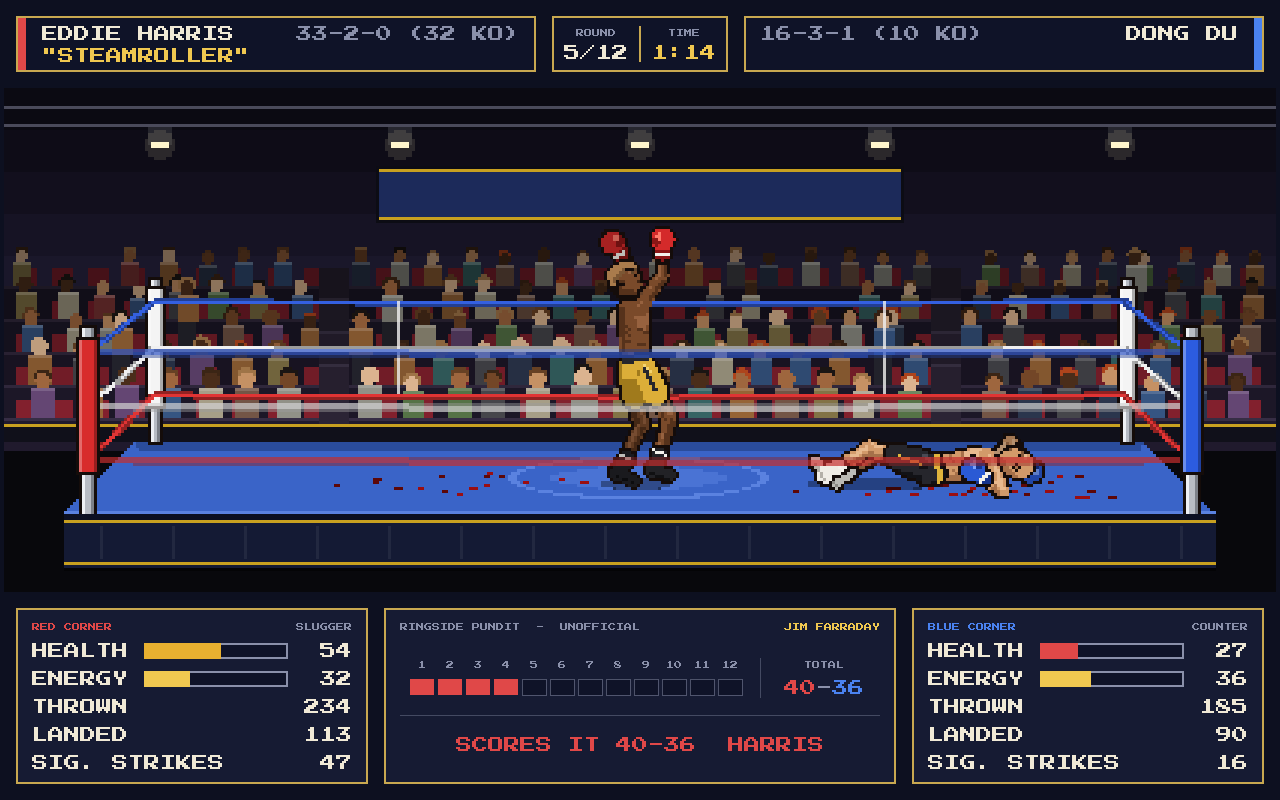 EDDIE HARRIS 33-2-0 (32 KO)
"STEAMROLLER"
ROUND TIME
5/12 1:14
16-3-1 (10 KO) DONG DU
RED CORNER SLUGGER
HEALTH 54
ENERGY 32
THROWN 234
LANDED 113
SIG. STRIKES 47
RINGSIDE PUNDIT - UNOFFICIAL JIM FARRADAY
1 2 3 4 5 6 7 8 9 10 11 12 TOTAL
40-36
SCORES IT 40-36 HARRIS
BLUE CORNER COUNTER
HEALTH 27
ENERGY 36
THROWN 185
LANDED 90
SIG. STRIKES 16